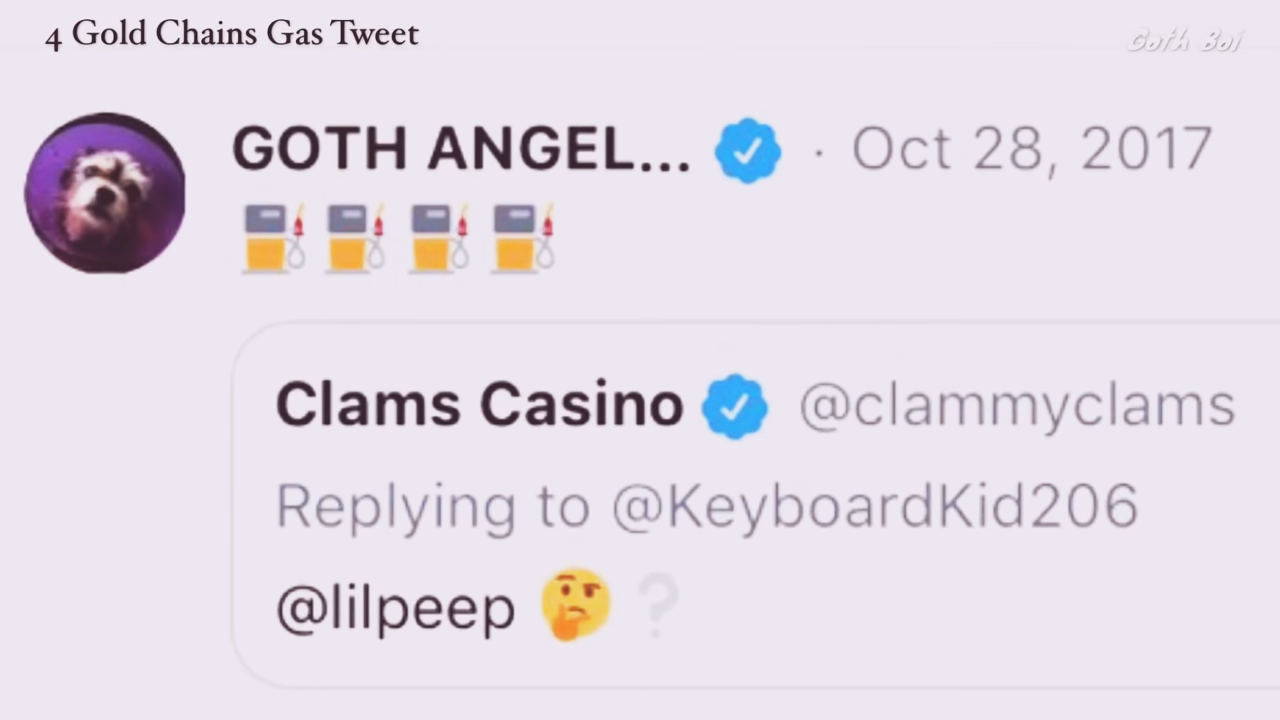 4 Gold Chains Gas Tweet
Goth Boi
GOTH ANGEL... · Oct 28, 2017
⛽⛽⛽⛽
Clams Casino @clammyclams
Replying to @KeyboardKid206
@lilpeep 🤔❔